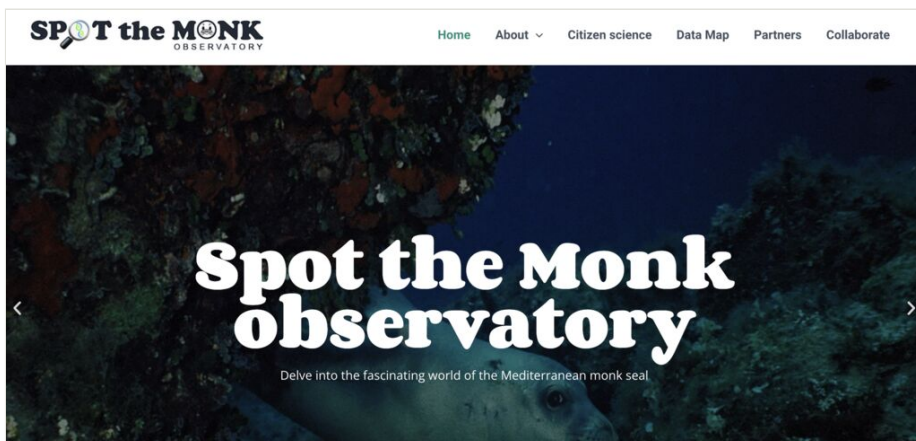 SPOT the MONK
OBSERVATORY
Home About Citizen science Data Map Partners Collaborate
Spot the Monk
observatory
Delve into the fascinating world of the Mediterranean monk seal